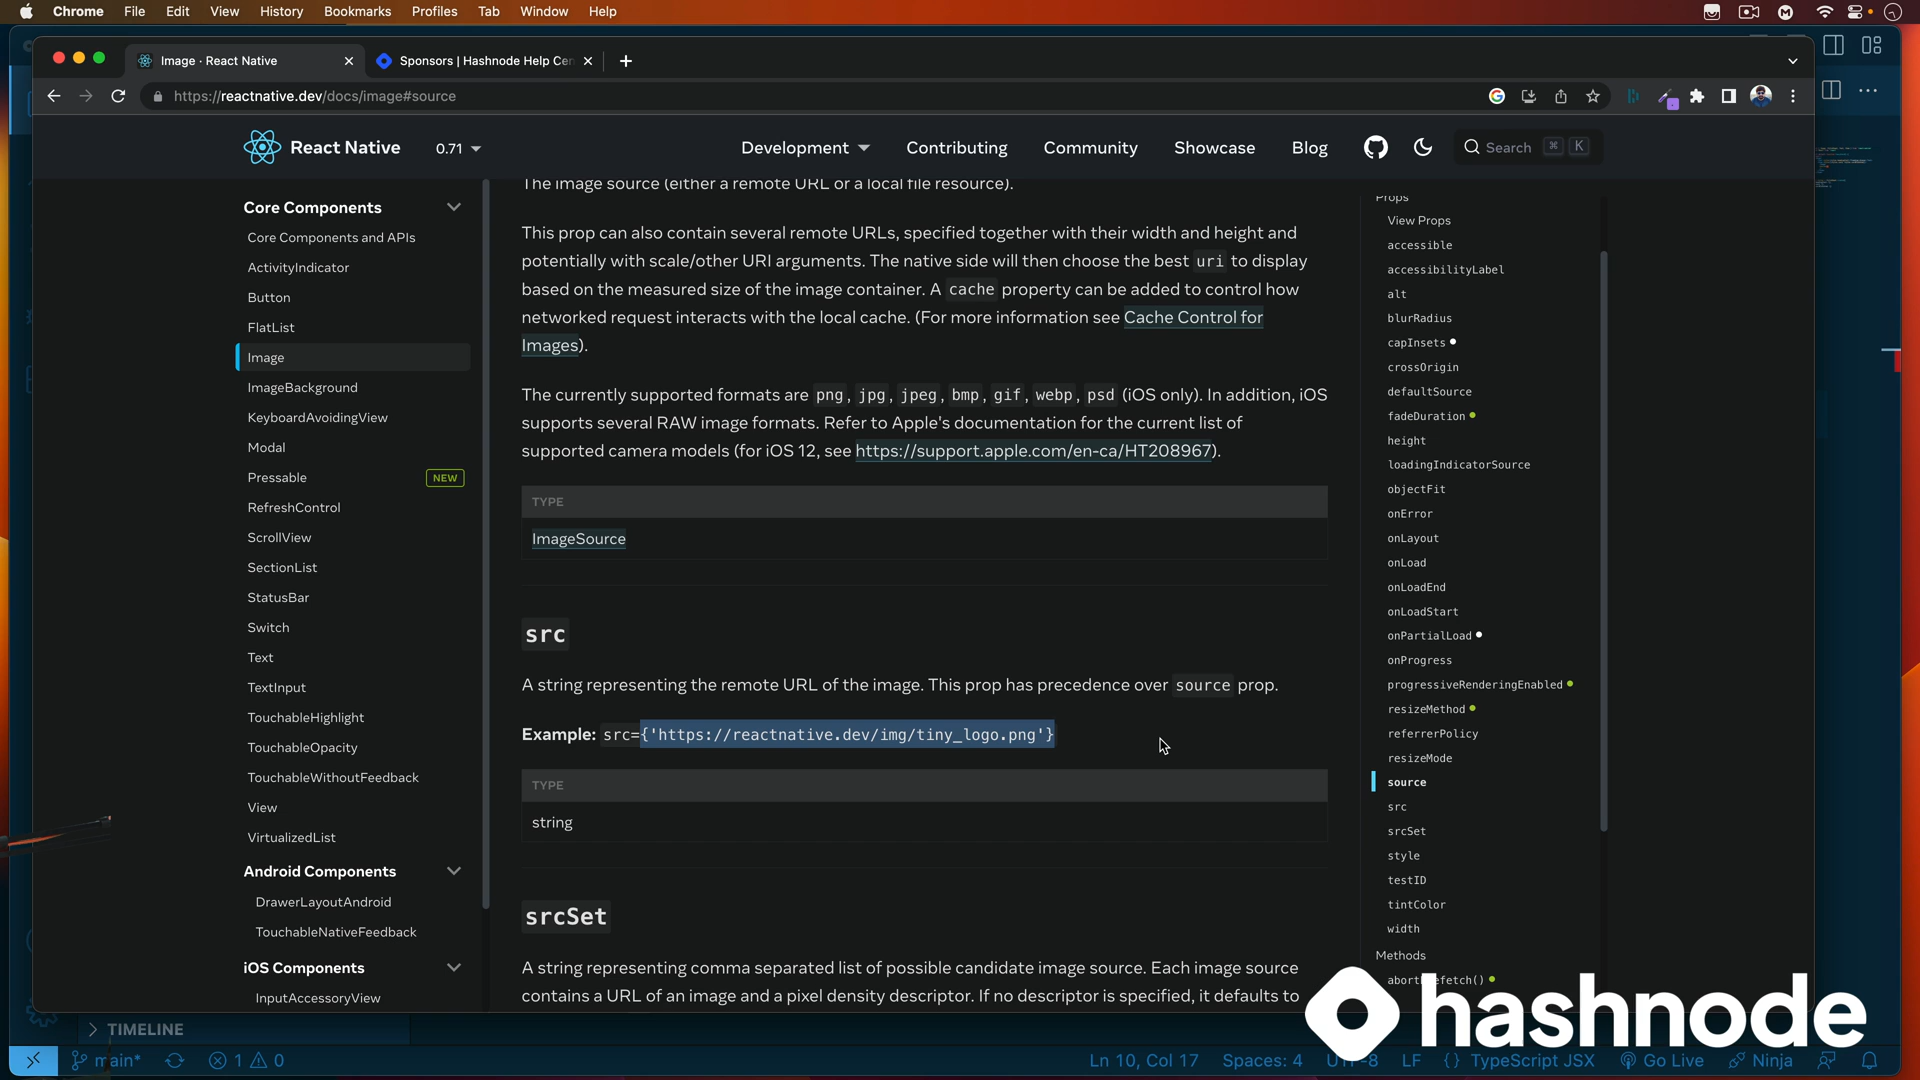 Chrome File Edit View History Bookmarks Profiles Tab Window Help
Image · React Native
Sponsors | Hashnode Help Cen
https://reactnative.dev/docs/image#source
React Native 0.71
Development Contributing Community Showcase Blog Search ⌘ K
Core Components
Core Components and APIs
ActivityIndicator
Button
FlatList
Image
ImageBackground
KeyboardAvoidingView
Modal
Pressable NEW
RefreshControl
ScrollView
SectionList
StatusBar
Switch
Text
TextInput
TouchableHighlight
TouchableOpacity
TouchableWithoutFeedback
View
VirtualizedList
Android Components
DrawerLayoutAndroid
TouchableNativeFeedback
iOS Components
InputAccessoryView
The image source (either a remote URL or a local file resource).
This prop can also contain several remote URLs, specified together with their width and height and
potentially with scale/other URI arguments. The native side will then choose the best uri to display
based on the measured size of the image container. A cache property can be added to control how
networked request interacts with the local cache. (For more information see Cache Control for
Images).
The currently supported formats are png, jpg, jpeg, bmp, gif, webp, psd (iOS only). In addition, iOS
supports several RAW image formats. Refer to Apple's documentation for the current list of
supported camera models (for iOS 12, see https://support.apple.com/en-ca/HT208967).
TYPE
ImageSource
src
A string representing the remote URL of the image. This prop has precedence over source prop.
Example: src={'https://reactnative.dev/img/tiny_logo.png'}
TYPE
string
srcSet
A string representing comma separated list of possible candidate image source. Each image source
contains a URL of an image and a pixel density descriptor. If no descriptor is specified, it defaults to
Props
View Props
accessible
accessibilityLabel
alt
blurRadius
capInsets
crossOrigin
defaultSource
fadeDuration
height
loadingIndicatorSource
objectFit
onError
onLayout
onLoad
onLoadEnd
onLoadStart
onPartialLoad
onProgress
progressiveRenderingEnabled
resizeMethod
referrerPolicy
resizeMode
source
src
srcSet
style
testID
tintColor
width
Methods
hashnode
TIMELINE
main* 1 0
Ln 10, Col 17 Spaces: 4 LF {} TypeScript JSX Go Live Ninja